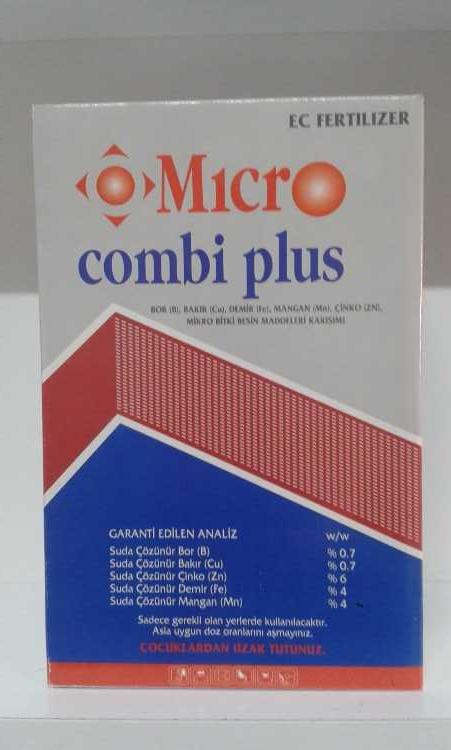 EC FERTILIZER
Micro
combi plus
BOR (B), BAKIR (Cu), DEMİR (Fe), MANGAN (Mn), ÇİNKO (ZN),
MİKRO BİTKİ BESİN MADDELERİ KARIŞIMI
GARANTİ EDİLEN ANALİZ w/w
Suda Çözünür Bor (B) % 0.7
Suda Çözünür Bakır (Cu) % 0.7
Suda Çözünür Çinko (Zn) % 6
Suda Çözünür Demir (Fe) % 4
Suda Çözünür Mangan (Mn) % 4
Sadece gerekli olan yerlerde kullanılacaktır.
Asla uygun doz oranlarını aşmayınız.
ÇOCUKLARDAN UZAK TUTUNUZ.